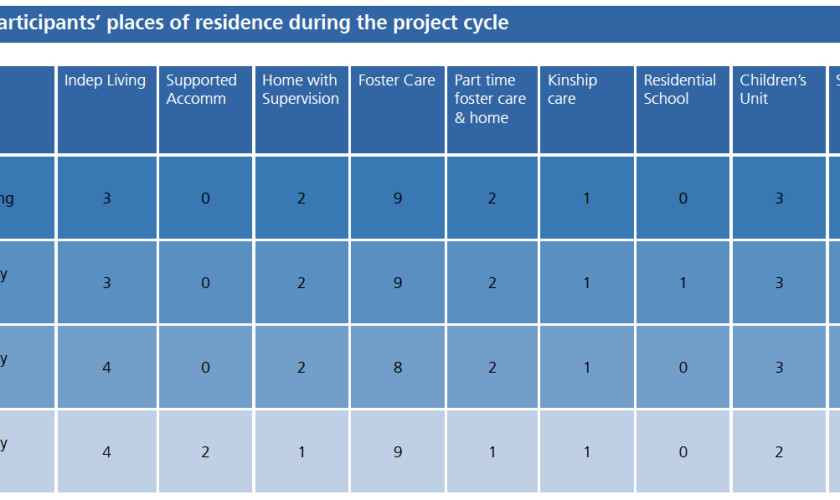 articipants’ places of residence during the project cycle
Indep Living Supported Accomm Home with Supervision Foster Care Part time foster care & home Kinship care Residential School Children’s Unit S
ng 3 0 2 9 2 1 0 3
y 3 0 2 9 2 1 1 3
y 4 0 2 8 2 1 0 3
y 4 2 1 9 1 1 0 2